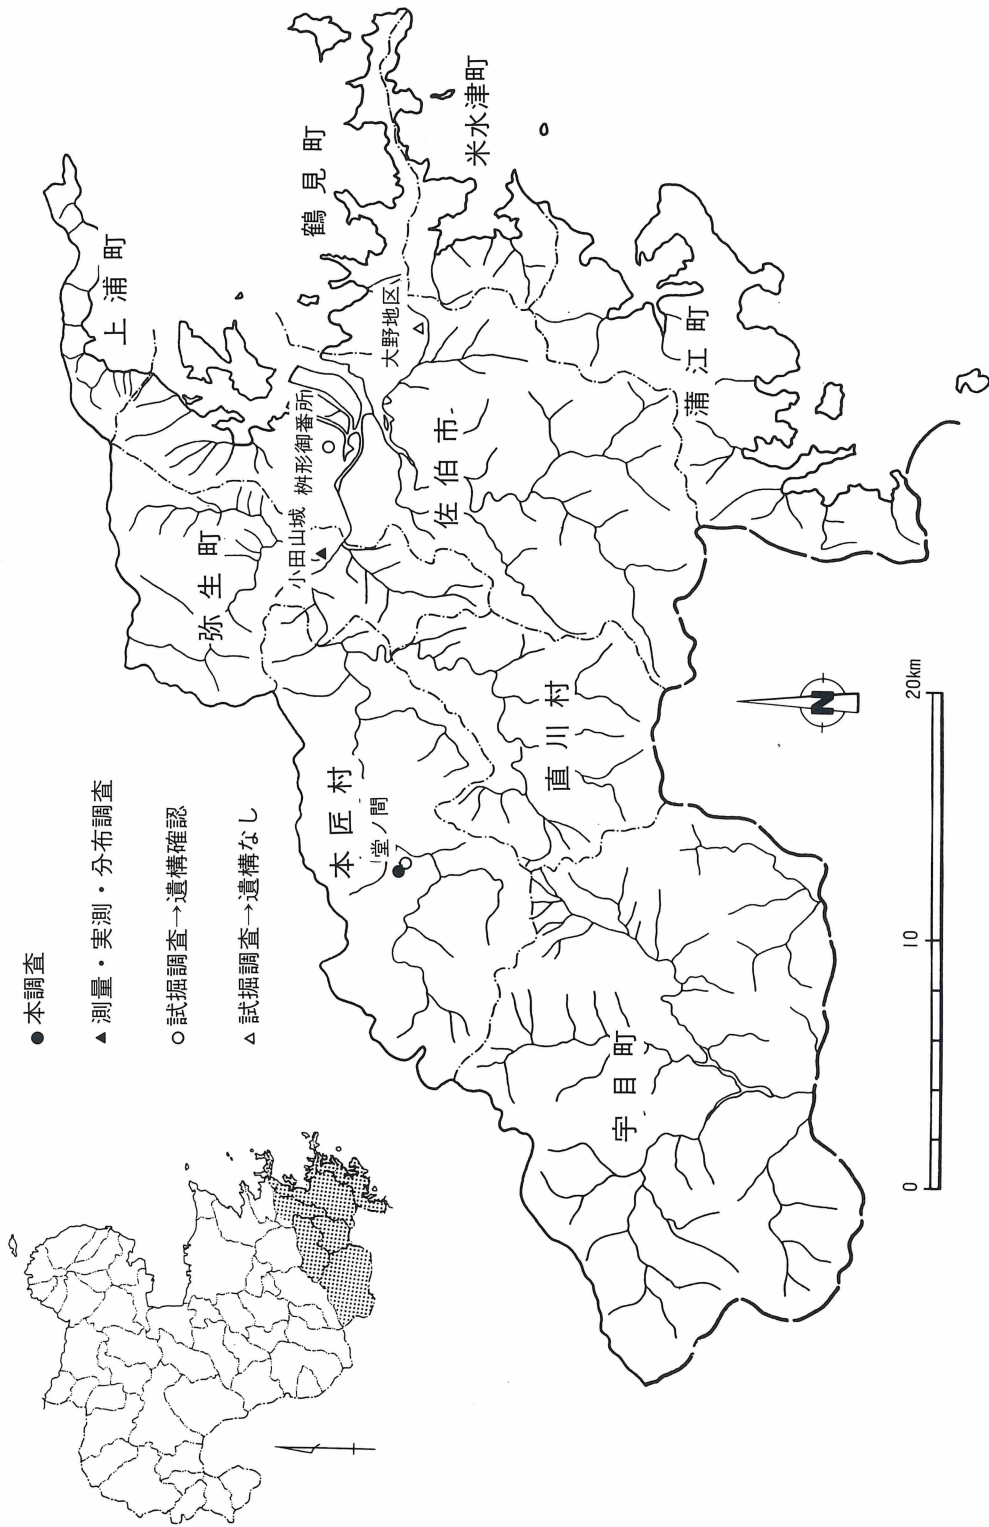 ● 本調査
▲ 測量・実測・分布調査
○ 試掘調査→遺構確認
△ 試掘調査→遺構なし
上浦町
鶴見町
米水津町
弥生町
小田山城
桝形御番所
大野地区
佐伯市
蒲江町
本匠村
堂ノ間
直川村
宇目町
N
0
10
20km